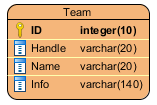 Team
ID integer(10)
Handle varchar(20)
Name varchar(20)
Info varchar(140)